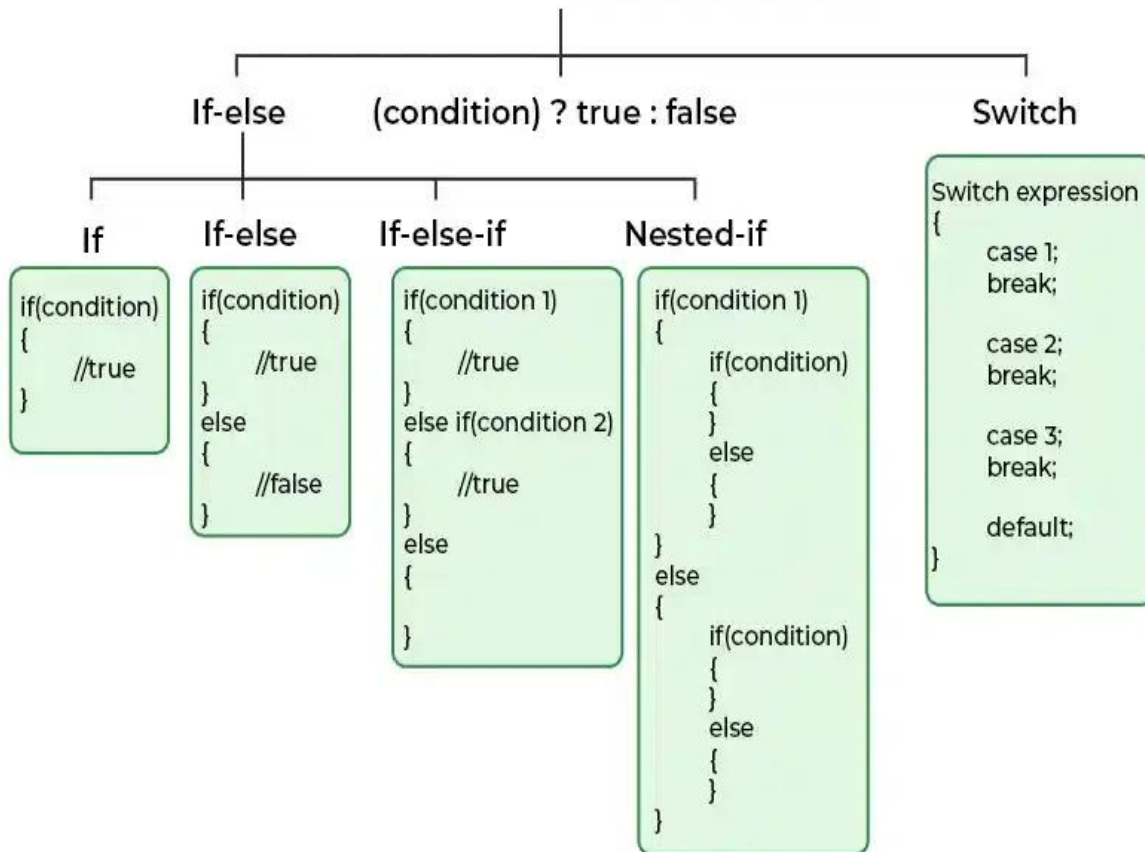 If-else
(condition) ? true : false
Switch
If
If-else
If-else-if
Nested-if
if(condition)
{
//true
}
if(condition)
{
//true
}
else
{
//false
}
if(condition 1)
{
//true
}
else if(condition 2)
{
//true
}
else
{
}
if(condition 1)
{
if(condition)
{
}
else
{
}
}
else
{
if(condition)
{
}
else
{
}
}
Switch expression
{
case 1;
break;
case 2;
break;
case 3;
break;
default;
}